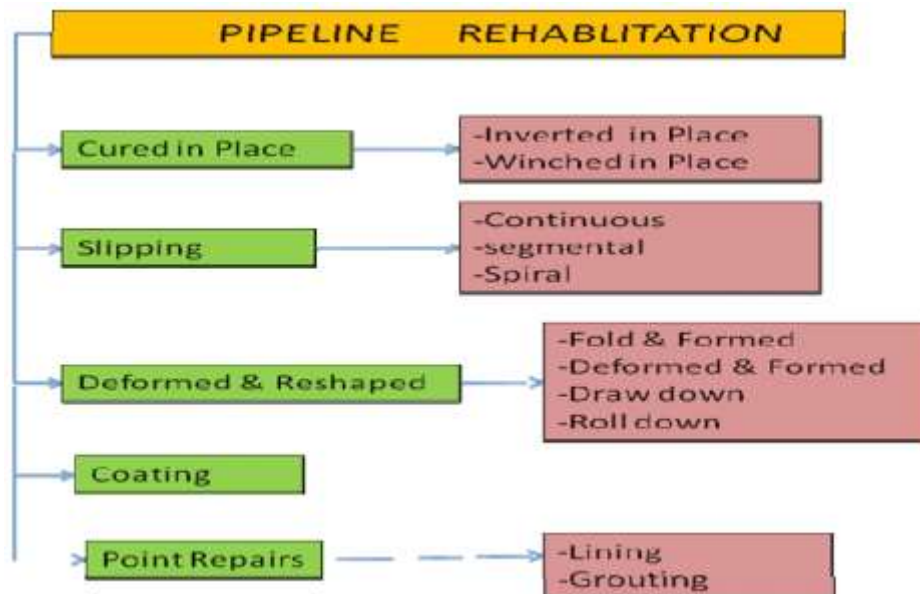 PIPELINE REHABLITATION
Cured in Place
-Inverted in Place
-Winched in Place
Slipping
-Continuous
-segmental
-Spiral
Deformed & Reshaped
-Fold & Formed
-Deformed & Formed
-Draw down
-Roll down
Coating
Point Repairs
-Lining
-Grouting